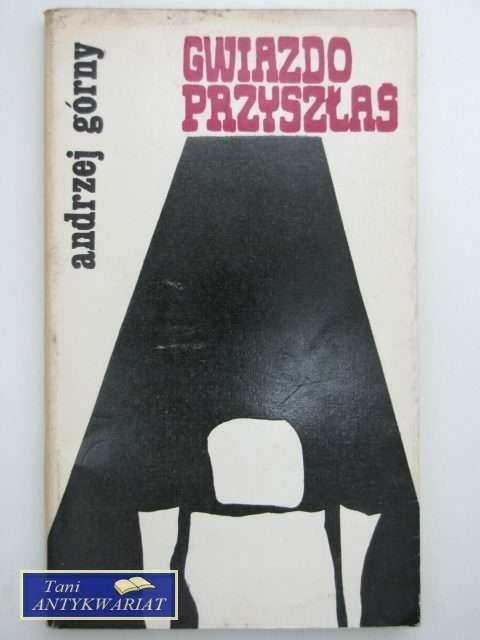 andrzej górny
GWIAZDO
PRZYSZŁAŚ
Tani
ANTYKWARIAT